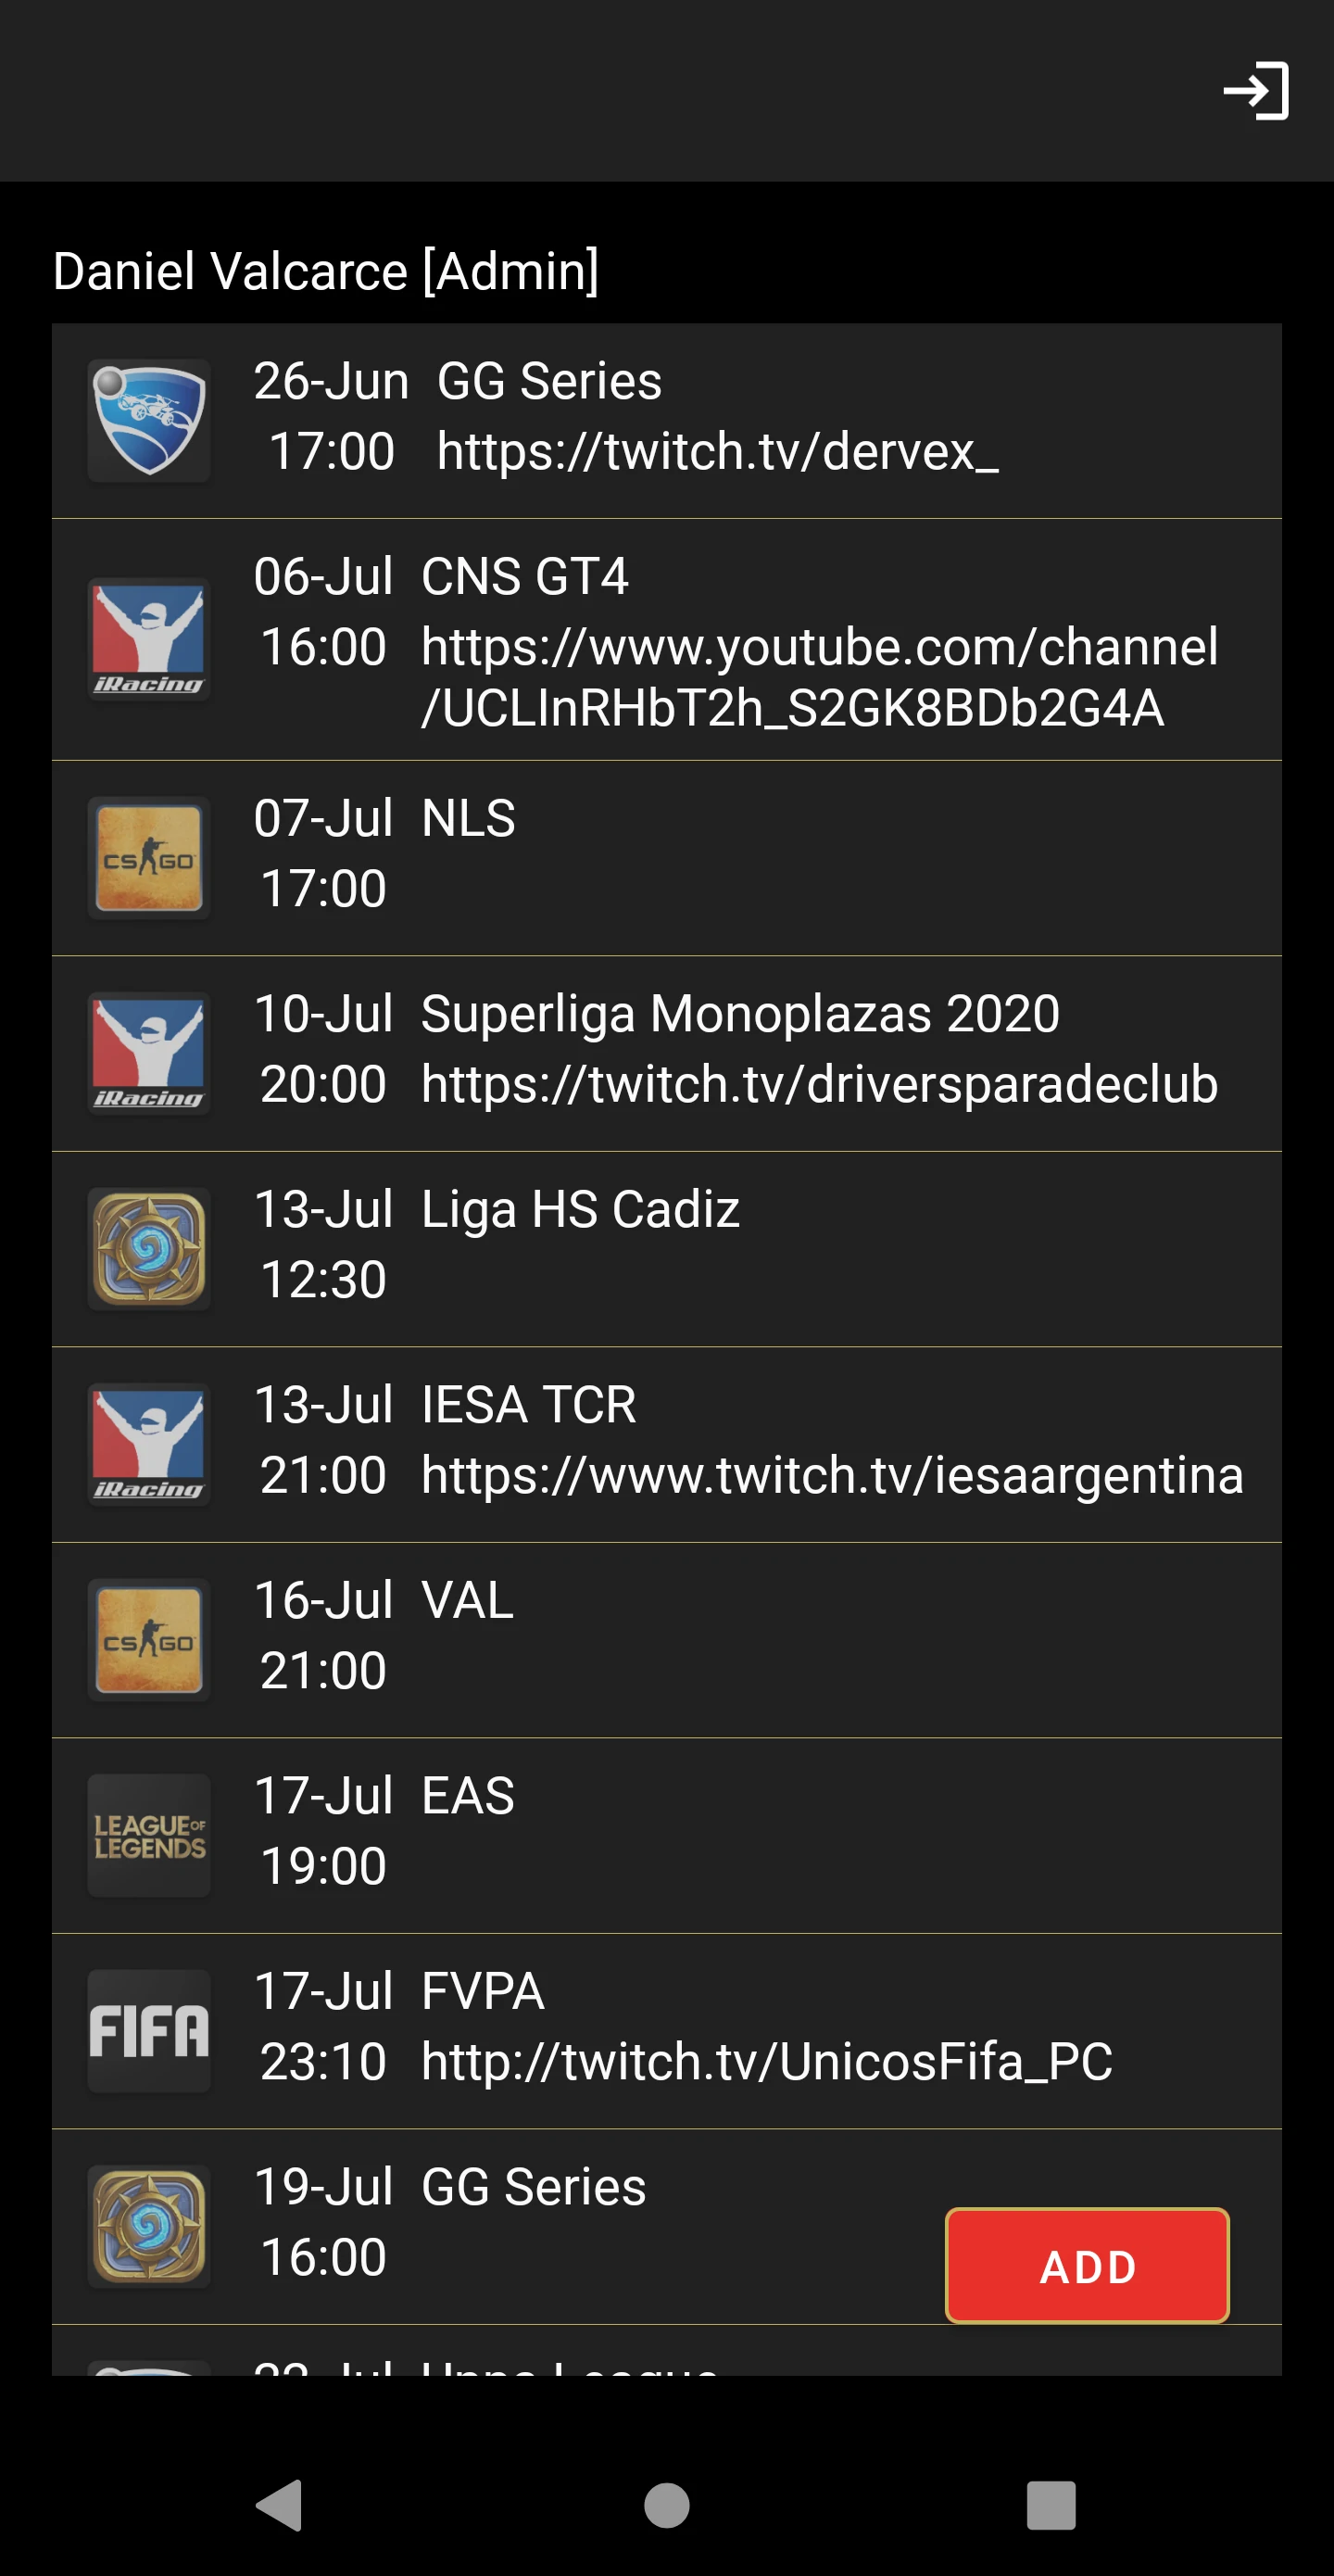 Daniel Valcarce [Admin]
26-Jun GG Series
17:00 https://twitch.tv/dervex_
06-Jul CNS GT4
16:00 https://www.youtube.com/channel
/UCLInRHbT2h_S2GK8BDb2G4A
iRacing
07-Jul NLS
CS GO
17:00
10-Jul Superliga Monoplazas 2020
20:00 https://twitch.tv/driversparadeclub
iRacing
13-Jul Liga HS Cadiz
12:30
13-Jul IESA TCR
21:00 https://www.twitch.tv/iesaargentina
iRacing
16-Jul VAL
CS GO
21:00
17-Jul EAS
LEAGUE OF
LEGENDS
19:00
17-Jul FVPA
FIFA
23:10 http://twitch.tv/UnicosFifa_PC
19-Jul GG Series
16:00
ADD